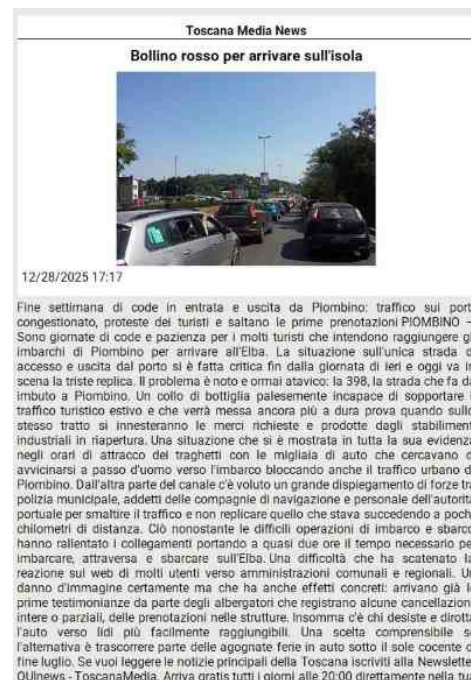 Toscana Media News
Bollino rosso per arrivare sull'isola
12/28/2025 17:17
Fine settimana di code in entrata e uscita da Piombino: traffico sui porti
congestionato, proteste dei turisti e saltano le prime prenotazioni PIOMBINO –
Sono giornate di code e pazienza per i molti turisti che intendono raggiungere gli
imbarchi di Piombino per arrivare all'Elba. La situazione sull'unica strada di
accesso e uscita dal porto si è fatta critica fin dalla giornata di ieri e oggi va in
scena la triste replica. Il problema è noto e ormai atavico: la 398, la strada che fa da
imbuto a Piombino. Un collo di bottiglia palesemente incapace di sopportare il
traffico turistico estivo e che verrà messa ancora più a dura prova quando sullo
stesso tratto si innesteranno le merci richieste e prodotte dagli stabilimenti
industriali in riapertura. Una situazione che si è mostrata in tutta la sua evidenza
negli orari di attracco dei traghetti con le migliaia di auto che cercavano di
avvicinarsi a passo d'uomo verso l'imbarco bloccando anche il traffico urbano di
Piombino. Dall'altra parte del canale c'è voluto un grande dispiegamento di forze tra
polizia municipale, addetti delle compagnie di navigazione e personale dell'autorità
portuale per smaltire il traffico e non replicare quello che stava succedendo a pochi
chilometri di distanza. Ciò nonostante le difficili operazioni di imbarco e sbarco
hanno rallentato i collegamenti portando a quasi due ore il tempo necessario per
imbarcare, attraversa e sbarcare sull'Elba. Una difficoltà che ha scatenato la
reazione sul web di molti utenti verso amministrazioni comunali e regionali. Un
danno d'immagine certamente ma che ha anche effetti concreti: arrivano già le
prime testimonianze da parte degli albergatori che registrano alcune cancellazioni,
intere o parziali, delle prenotazioni nelle strutture. Insomma c'è chi desiste e dirotta
l'auto verso lidi più facilmente raggiungibili. Una scelta comprensibile se
l'alternativa è trascorrere parte delle agognate ferie in auto sotto il sole cocente di
fine luglio. Se vuoi leggere le notizie principali della Toscana iscriviti alla Newsletter
QUInews - ToscanaMedia. Arriva gratis tutti i giorni alle 20:00 direttamente nella tua